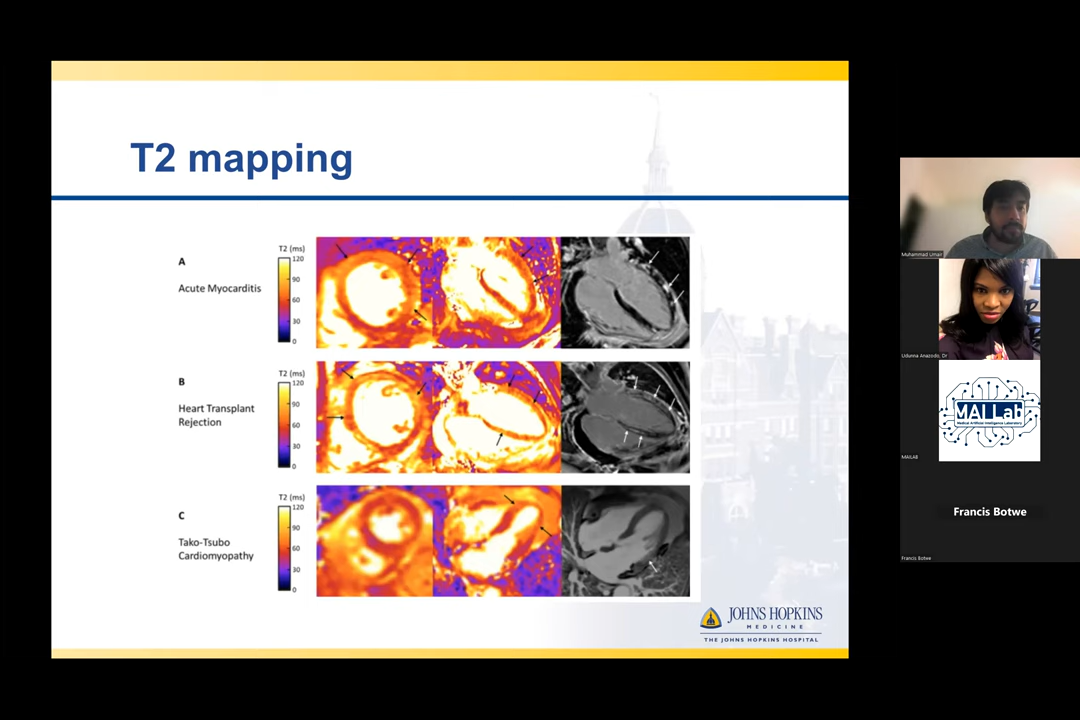 T2 mapping
A
Acute Myocarditis
T2 (ms)
120
90
60
30
0
B
Heart Transplant
Rejection
T2 (ms)
120
90
60
30
0
C
Tako-Tsubo
Cardiomyopathy
T2 (ms)
120
90
60
30
0
JOHNS HOPKINS
MEDICINE
THE JOHNS HOPKINS HOSPITAL
Muhammad Umair
Udunna Anazodo, Dr
MAI Lab
Medical Artificial Intelligence Laboratory
MAILAB
Francis Botwe
Francis Botwe